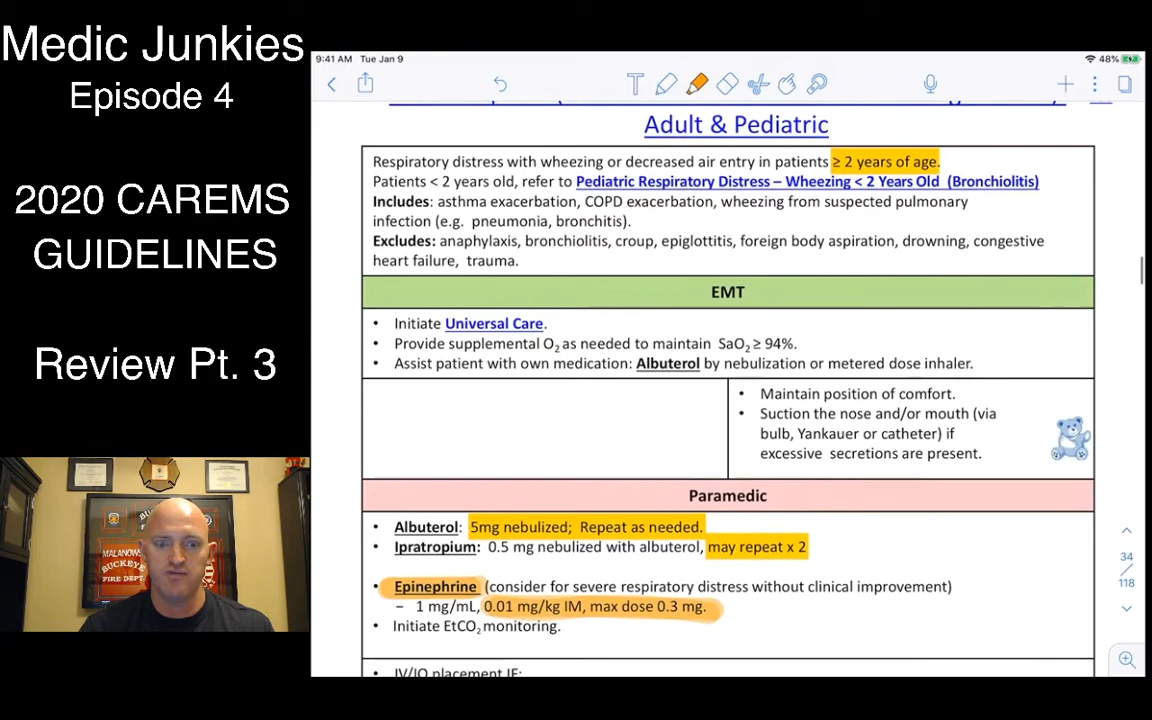 Medic Junkies
Episode 4
2020 CAREMS
GUIDELINES
Review Pt. 3
9:41 AM Tue Jan 9
48%
Adult & Pediatric
Respiratory distress with wheezing or decreased air entry in patients ≥ 2 years of age.
Patients < 2 years old, refer to Pediatric Respiratory Distress – Wheezing < 2 Years Old (Bronchiolitis)
Includes: asthma exacerbation, COPD exacerbation, wheezing from suspected pulmonary
infection (e.g. pneumonia, bronchitis).
Excludes: anaphylaxis, bronchiolitis, croup, epiglottitis, foreign body aspiration, drowning, congestive
heart failure, trauma.
EMT
• Initiate Universal Care.
• Provide supplemental O2 as needed to maintain SaO2 ≥ 94%.
• Assist patient with own medication: Albuterol by nebulization or metered dose inhaler.
• Maintain position of comfort.
• Suction the nose and/or mouth (via
bulb, Yankauer or catheter) if
excessive secretions are present.
Paramedic
• Albuterol: 5mg nebulized; Repeat as needed.
• Ipratropium: 0.5 mg nebulized with albuterol, may repeat x 2
• Epinephrine (consider for severe respiratory distress without clinical improvement)
– 1 mg/mL, 0.01 mg/kg IM, max dose 0.3 mg.
• Initiate EtCO2 monitoring.
• IV/IO placement IF:
34
118
MALANOWS
BUCKEYE
FIRE DEPT.